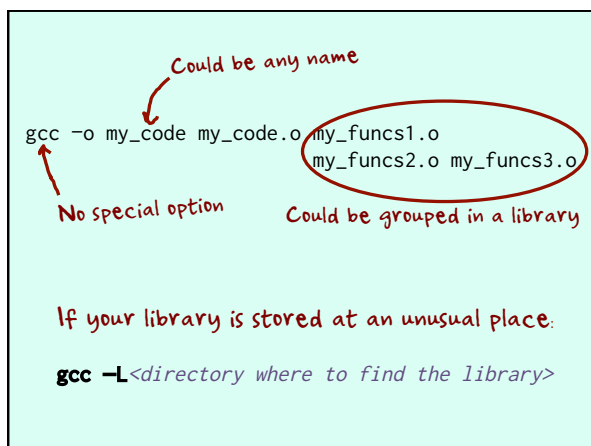 Could be any name
gcc -o my_code my_code.o my_funcs1.o
my_funcs2.o my_funcs3.o
No special option
Could be grouped in a library
If your library is stored at an unusual place:
gcc –L<directory where to find the library>